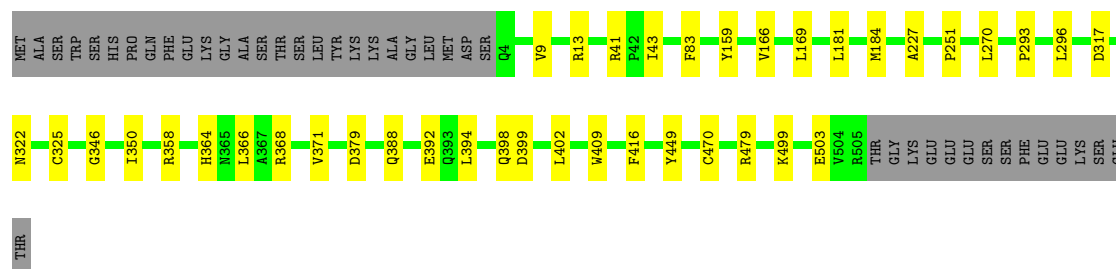 MET ALA SER TRP SER HIS PRO GLN PHE GLU LYS GLY ALA SER THR SER LEU TYR LYS LYS ALA GLY LEU MET ASP SER Q4 V9 R13 R41 P42 I43 F83 Y159 V166 L169 L181 M184 A227 P251 L270 P293 L296 D317
N322 C325 G346 I350 R358 H364 N365 L366 A367 R368 V371 D379 Q388 E392 Q393 L394 Q398 D399 L402 W409 F416 Y449 C470 R479 K499 E503 V504 R505 THR GLY LYS GLU GLU GLU SER SER PHE GLU GLU LYS SER
THR